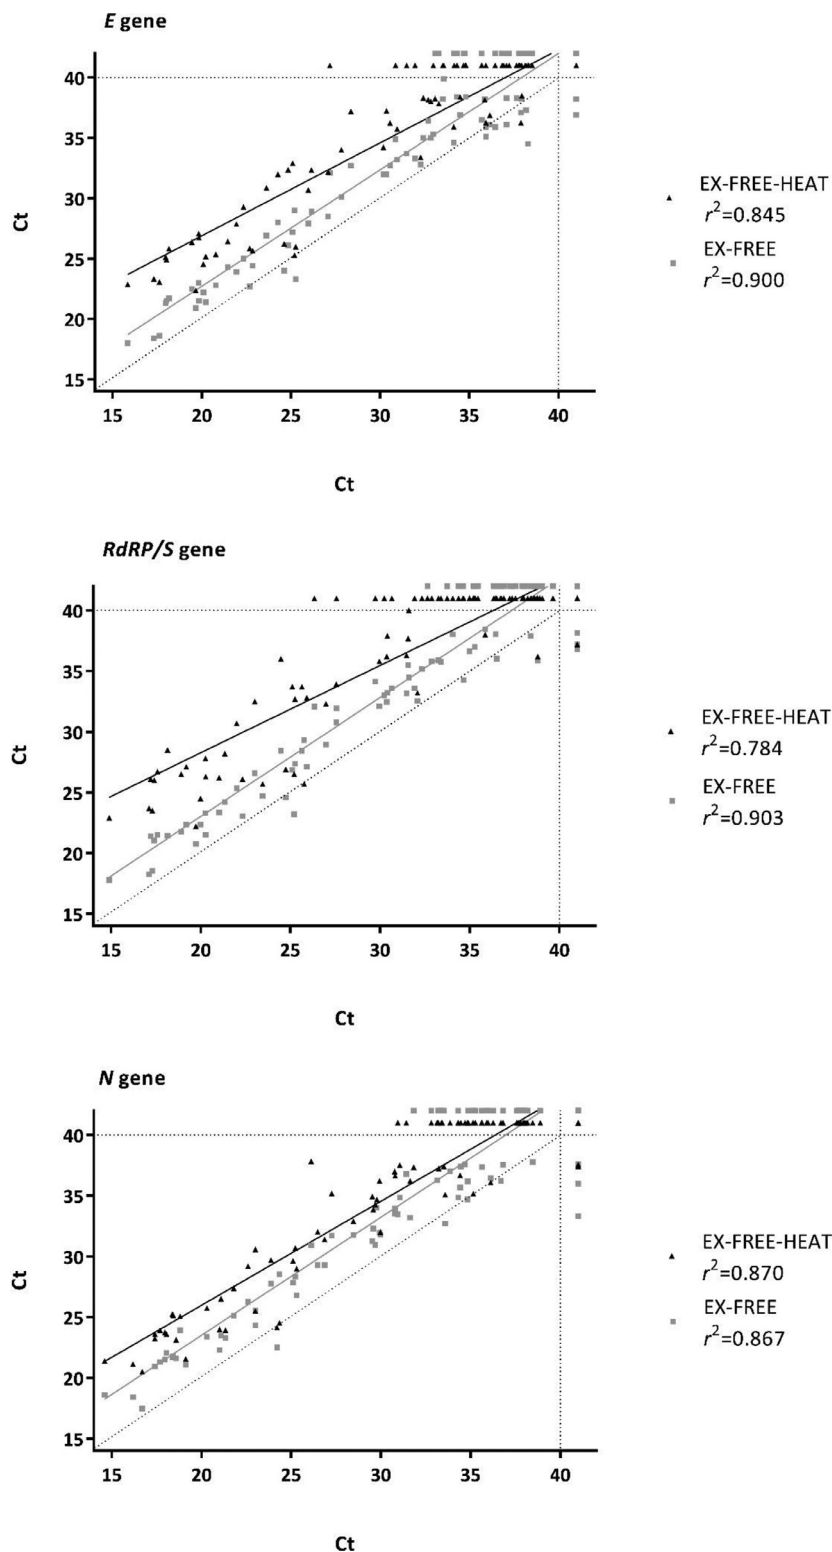 E gene
40
35
30
25
20
15
Ct
15 20 25 30 35 40
Ct
EX-FREE-HEAT
r²=0.845
EX-FREE
r²=0.900
RdRP/S gene
40
35
30
25
20
15
Ct
15 20 25 30 35 40
Ct
EX-FREE-HEAT
r²=0.784
EX-FREE
r²=0.903
N gene
40
35
30
25
20
15
Ct
15 20 25 30 35 40
Ct
EX-FREE-HEAT
r²=0.870
EX-FREE
r²=0.867